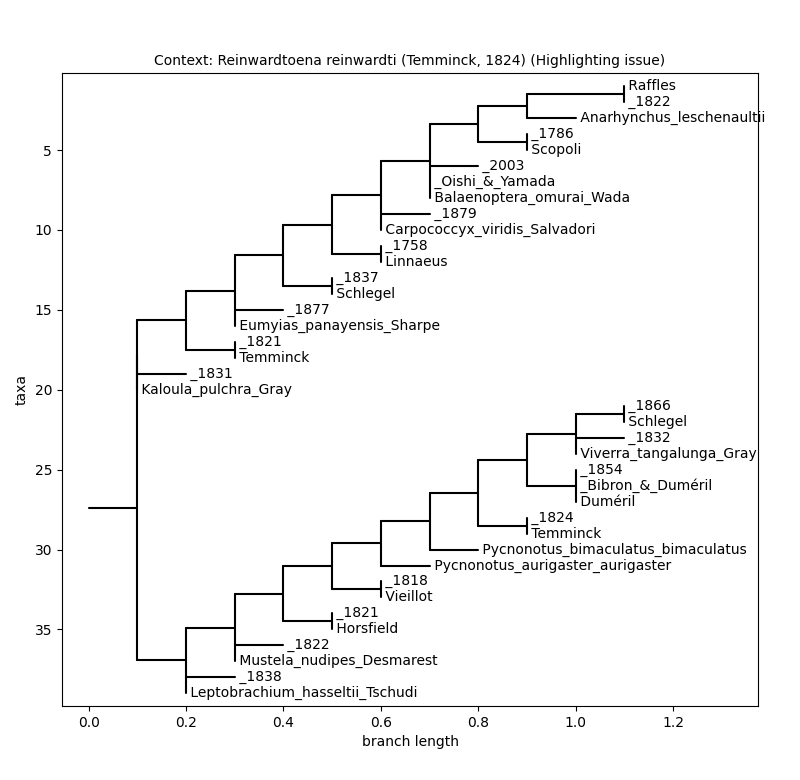 Context: Reinwardtoena reinwardti (Temminck, 1824) (Highlighting issue)
Raffles
_1822
Anarhynchus_leschenaultii
_1786
Scopoli
_2003
_Oishi_&_Yamada
Balaenoptera_omurai_Wada
_1879
Carpococcyx_viridis_Salvadori
_1758
Linnaeus
_1837
Schlegel
_1877
Eumyias_panayensis_Sharpe
_1821
Temminck
_1831
Kaloula_pulchra_Gray
_1866
Schlegel
_1832
Viverra_tangalunga_Gray
_1854
_Bibron_&_Duméril
Duméril
_1824
Temminck
Pycnonotus_bimaculatus_bimaculatus
Pycnonotus_aurigaster_aurigaster
_1818
Vieillot
_1821
Horsfield
_1822
Mustela_nudipes_Desmarest
_1838
Leptobrachium_hasseltii_Tschudi
5
10
15
20
25
30
35
taxa
0.0 0.2 0.4 0.6 0.8 1.0 1.2
branch length